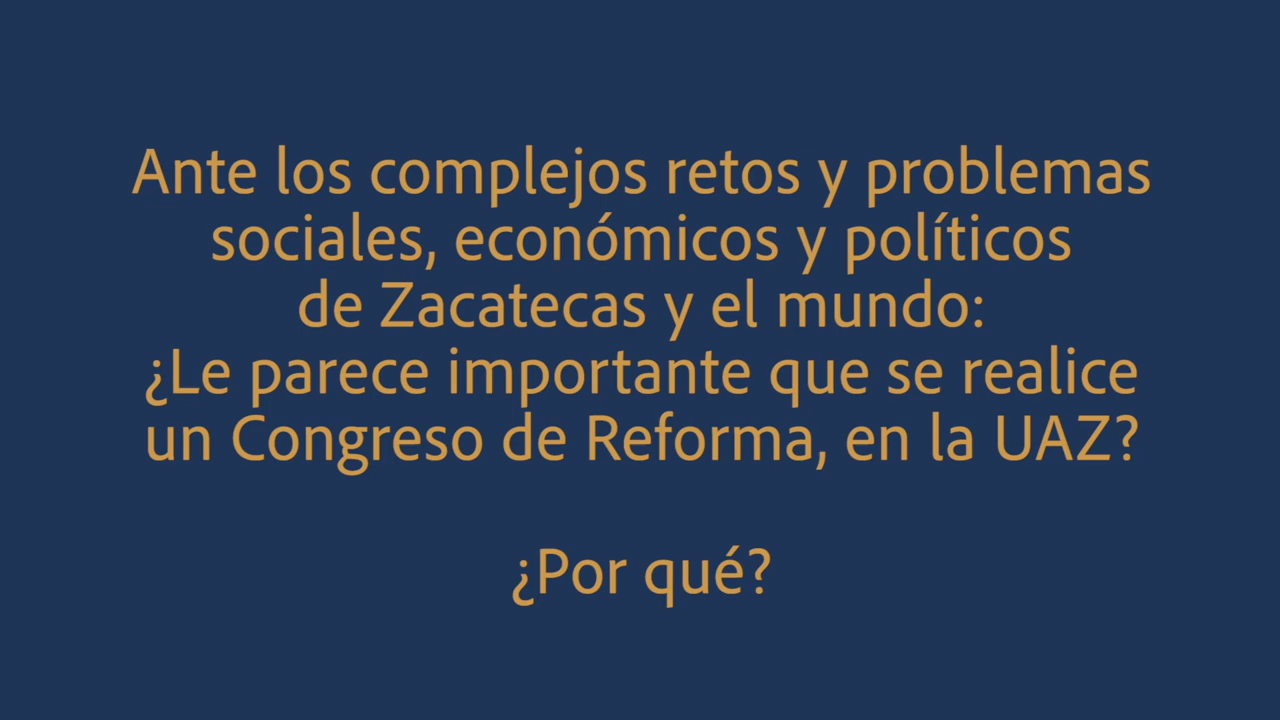 Ante los complejos retos y problemas
sociales, económicos y políticos
de Zacatecas y el mundo:
¿Le parece importante que se realice
un Congreso de Reforma, en la UAZ?
¿Por qué?